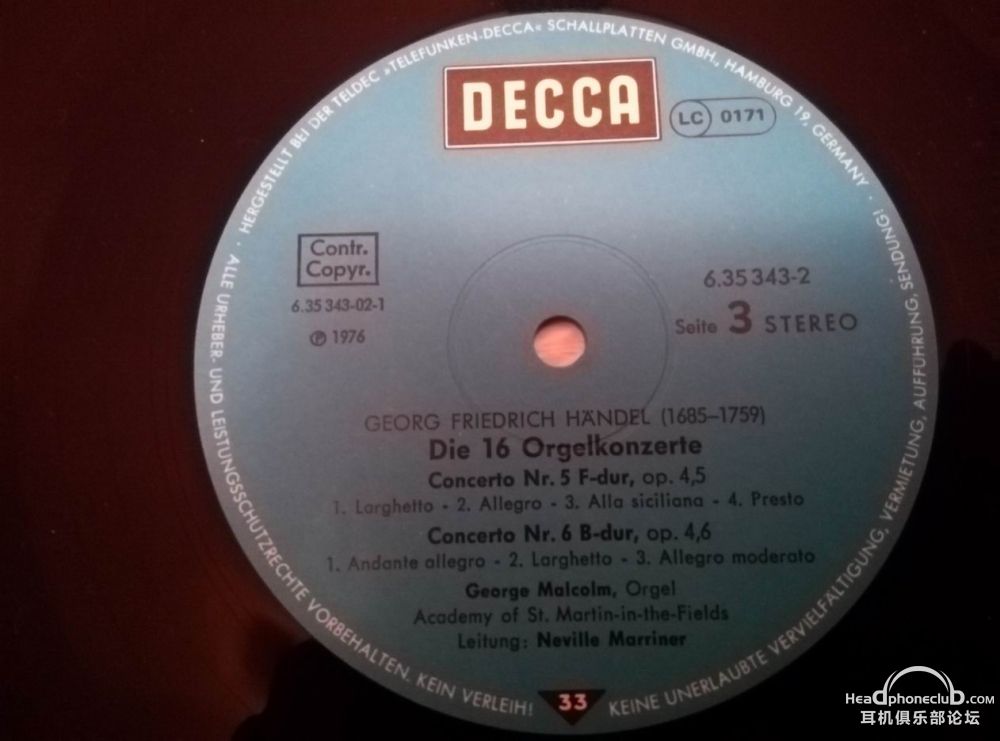 HERGESTELLT BEI DER TELDEC »TELEFUNKEN-DECCA« SCHALLPLATTEN GMBH., HAMBURG 19, GERMANY ·
DECCA
LC 0171
Contr.
Copyr.
6.35 343-02-1
℗ 1976
6.35 343-2
Seite 3 STEREO
GEORG FRIEDRICH HÄNDEL (1685–1759)
Die 16 Orgelkonzerte
Concerto Nr. 5 F-dur, op. 4,5
1. Larghetto - 2. Allegro - 3. Alla siciliana - 4. Presto
Concerto Nr. 6 B-dur, op. 4,6
1. Andante allegro - 2. Larghetto - 3. Allegro moderato
George Malcolm, Orgel
Academy of St. Martin-in-the-Fields
Leitung: Neville Marriner
33
· ALLE URHEBER- UND LEISTUNGSSCHUTZRECHTE VORBEHALTEN. KEIN VERLEIH!
KEINE UNERLAUBTE VERVIELFÄLTIGUNG, VERMIETUNG, AUFFÜHRUNG, SENDUNG!
HeadphoneclubD.com
耳机俱乐部论坛